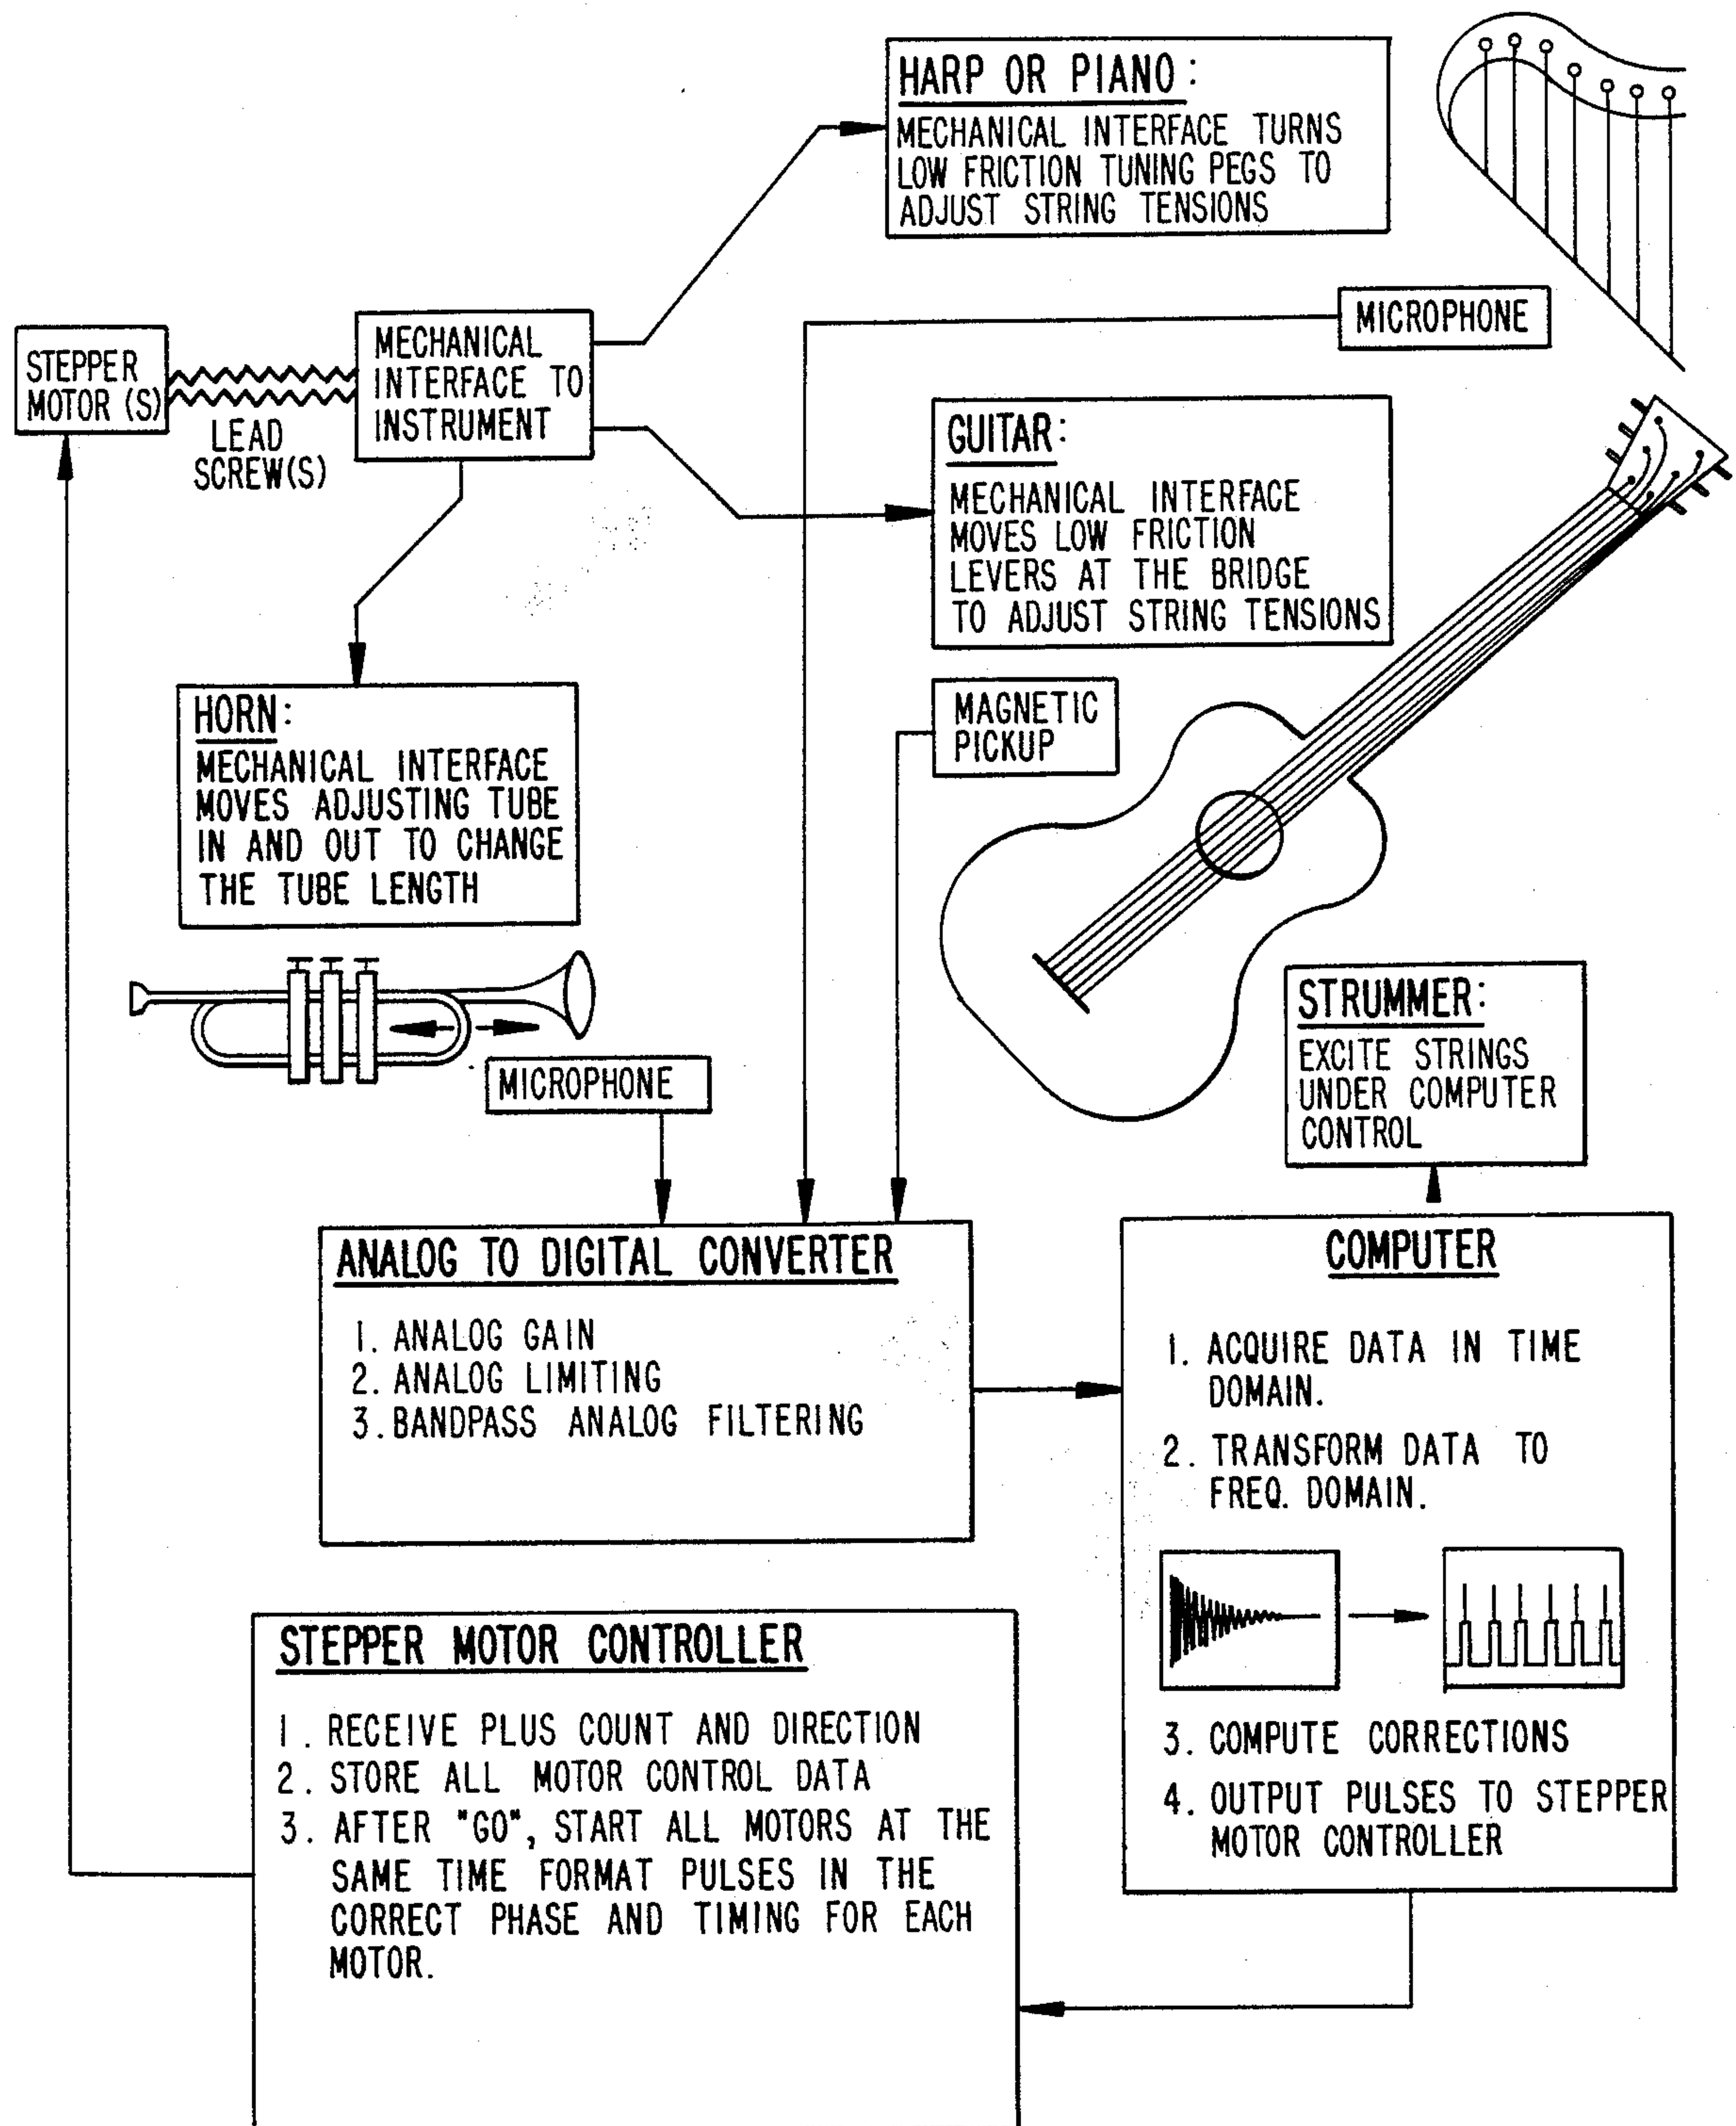 HARP OR PIANO:
MECHANICAL INTERFACE TURNS
LOW FRICTION TUNING PEGS TO
ADJUST STRING TENSIONS
MICROPHONE
STEPPER
MOTOR (S)
LEAD
SCREW(S)
MECHANICAL
INTERFACE TO
INSTRUMENT
GUITAR:
MECHANICAL INTERFACE
MOVES LOW FRICTION
LEVERS AT THE BRIDGE
TO ADJUST STRING TENSIONS
HORN:
MECHANICAL INTERFACE
MOVES ADJUSTING TUBE
IN AND OUT TO CHANGE
THE TUBE LENGTH
MAGNETIC
PICKUP
MICROPHONE
STRUMMER:
EXCITE STRINGS
UNDER COMPUTER
CONTROL
ANALOG TO DIGITAL CONVERTER
1. ANALOG GAIN
2. ANALOG LIMITING
3. BANDPASS ANALOG FILTERING
COMPUTER
1. ACQUIRE DATA IN TIME
DOMAIN.
2. TRANSFORM DATA TO
FREQ. DOMAIN.
3. COMPUTE CORRECTIONS
4. OUTPUT PULSES TO STEPPER
MOTOR CONTROLLER
STEPPER MOTOR CONTROLLER
1. RECEIVE PLUS COUNT AND DIRECTION
2. STORE ALL MOTOR CONTROL DATA
3. AFTER "GO", START ALL MOTORS AT THE
SAME TIME FORMAT PULSES IN THE
CORRECT PHASE AND TIMING FOR EACH
MOTOR.